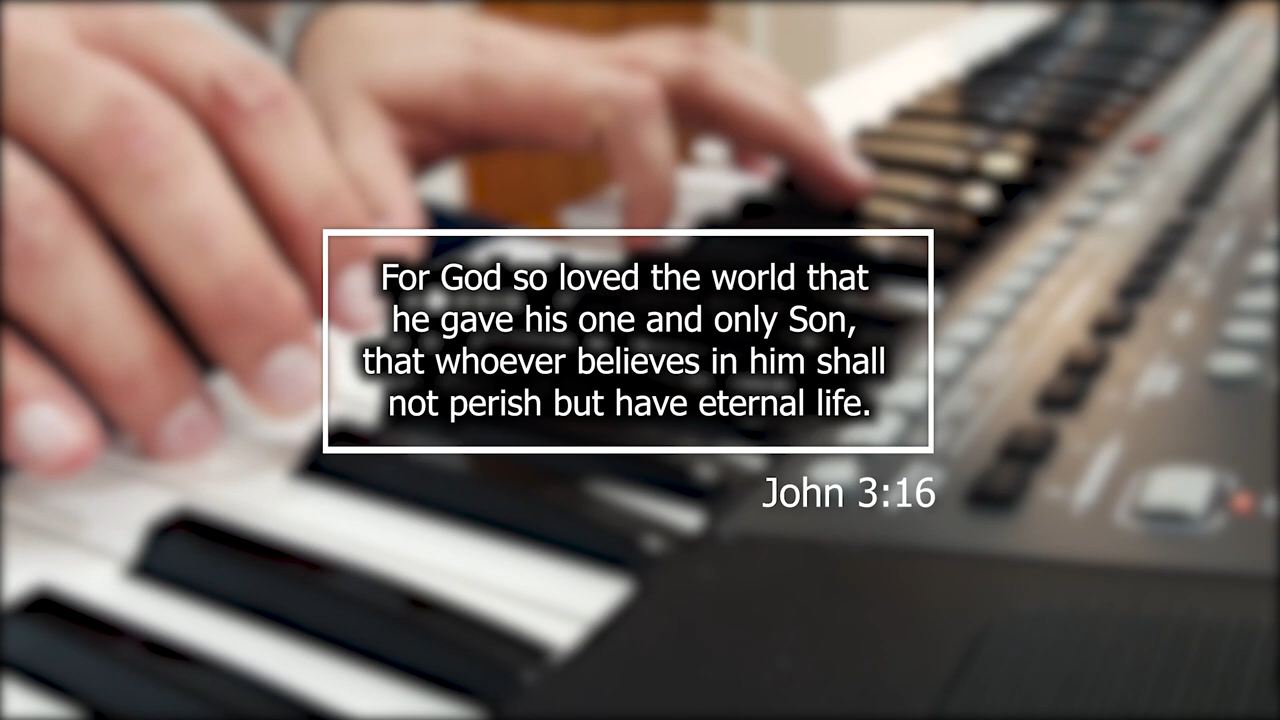 For God so loved the world that
he gave his one and only Son,
that whoever believes in him shall
not perish but have eternal life.
John 3:16